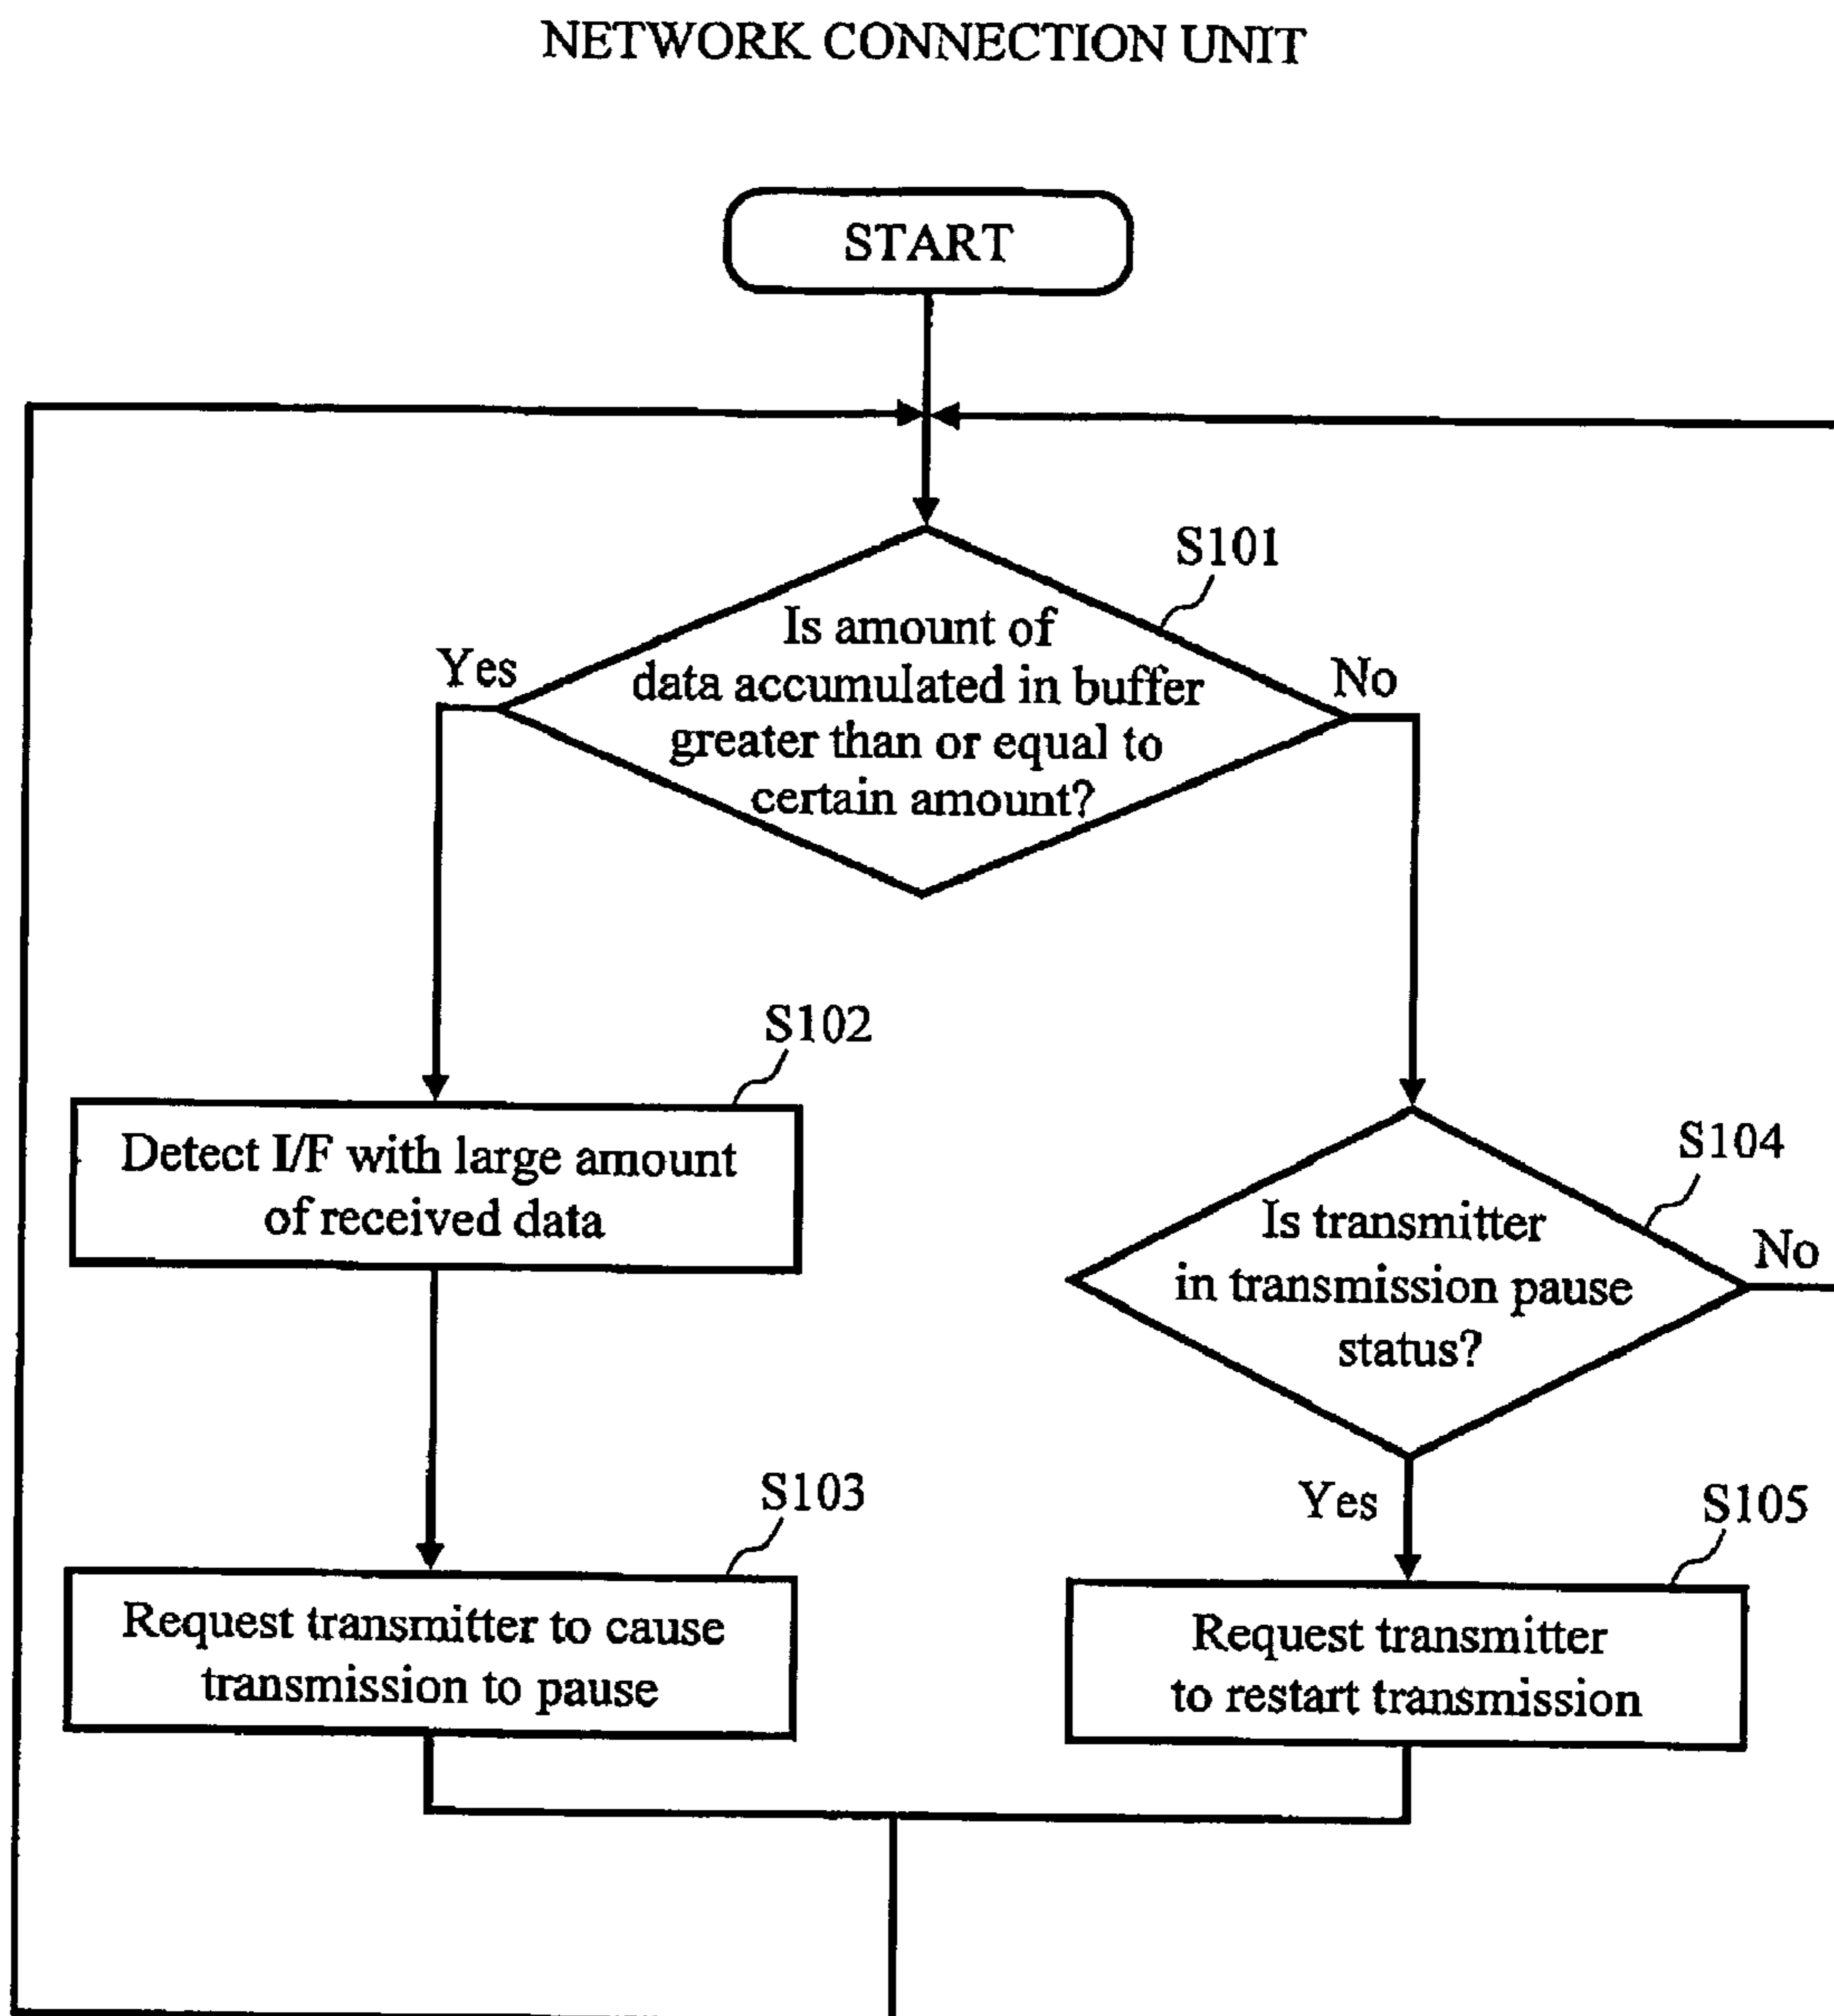 NETWORK CONNECTION UNIT
START
S101
Is amount of
data accumulated in buffer
greater than or equal to
certain amount?
Yes
No
S102
Detect I/F with large amount
of received data
S104
Is transmitter
in transmission pause
status?
No
Yes
S103
Request transmitter to cause
transmission to pause
S105
Request transmitter
to restart transmission